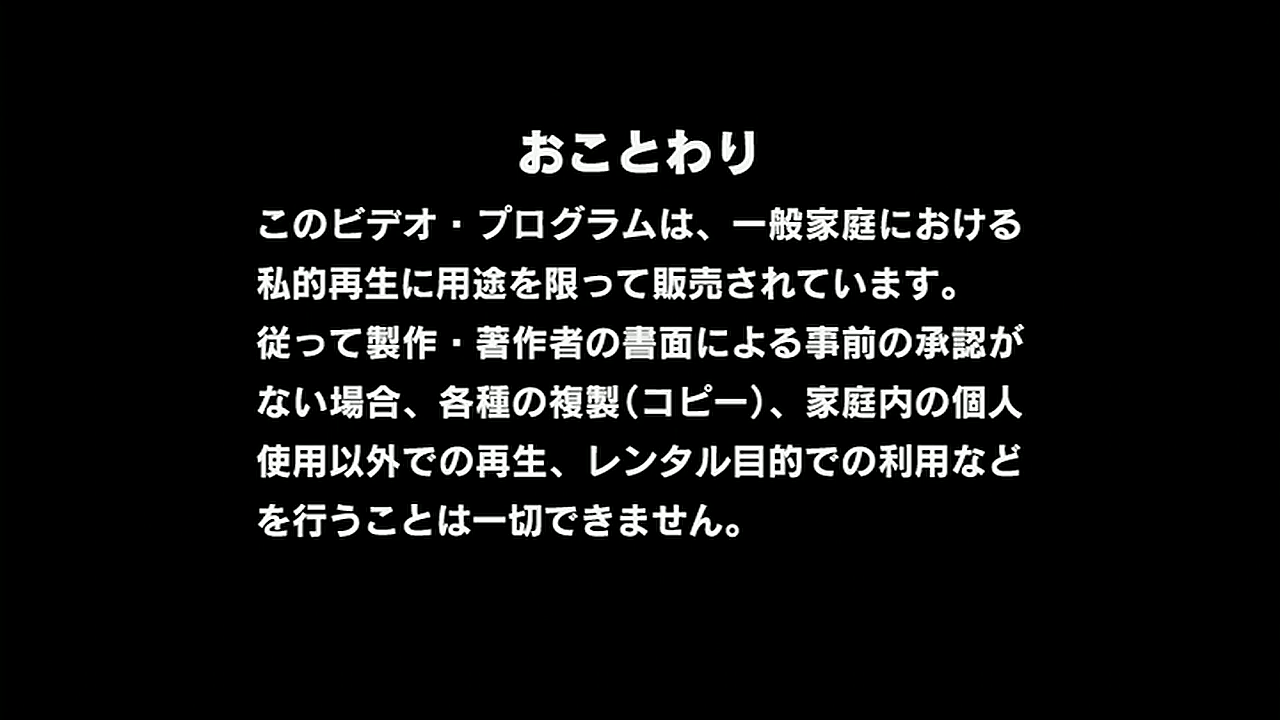 おことわり
このビデオ・プログラムは、一般家庭における
私的再生に用途を限って販売されています。
従って製作・著作者の書面による事前の承認が
ない場合、各種の複製(コピー)、家庭内の個人
使用以外での再生、レンタル目的での利用など
を行うことは一切できません。